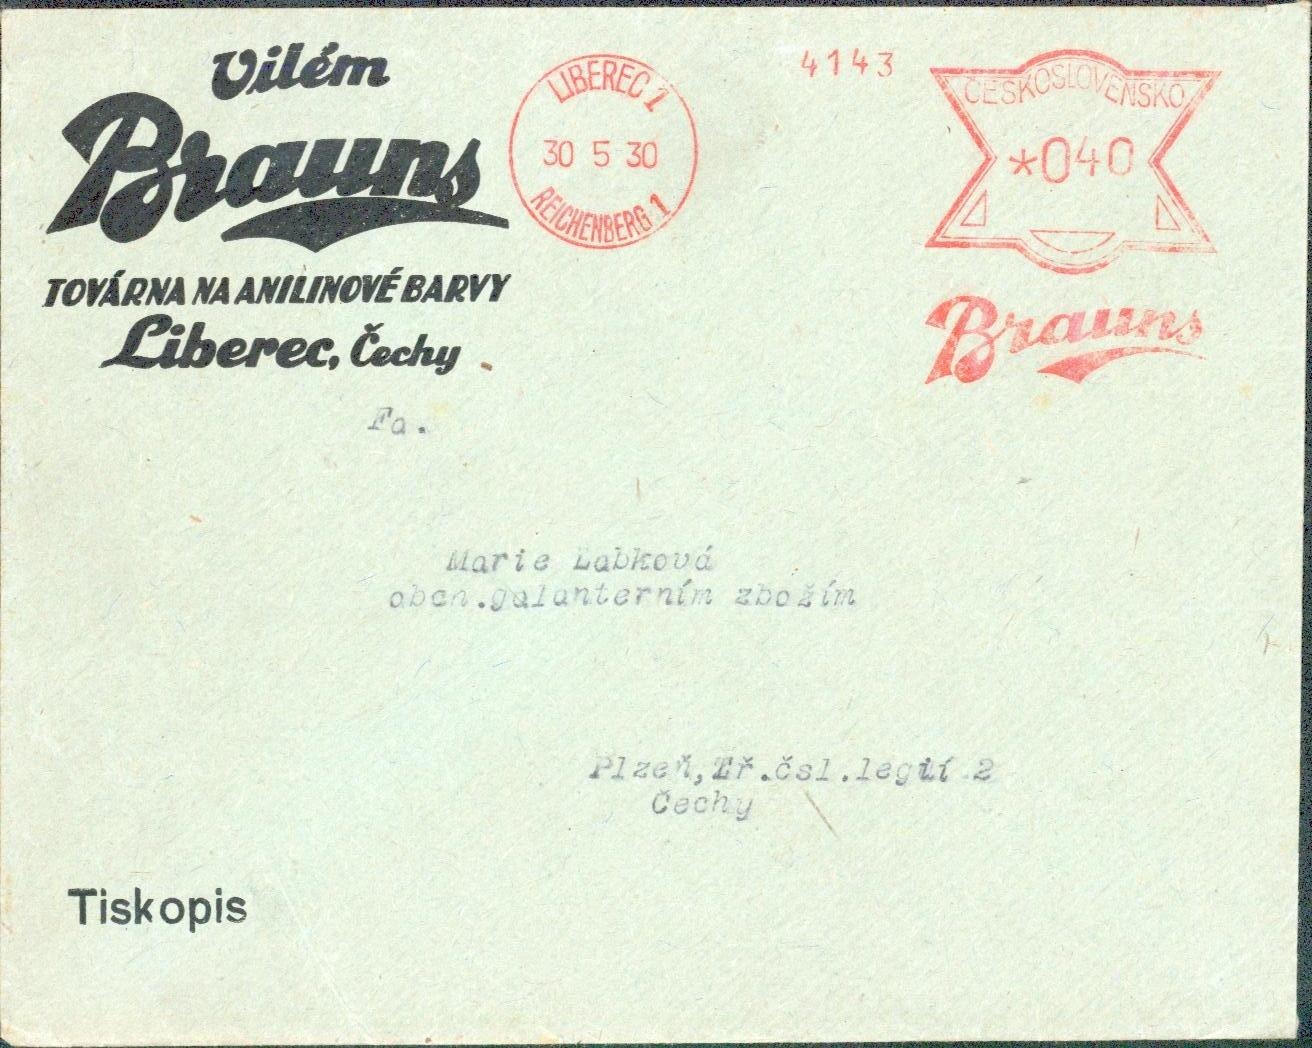 Vilém
Brauns
TOVÁRNA NA ANILINOVÉ BARVY
Liberec, Čechy
LIBEREC 1
30 5 30
REICHENBERG 1
4143
ČESKOSLOVENSKO
*040
Brauns
Fa.
Marie Labková
obch.galanterním zbožím
Plzeň,Tř.čsl.legií 2
Čechy
Tiskopis